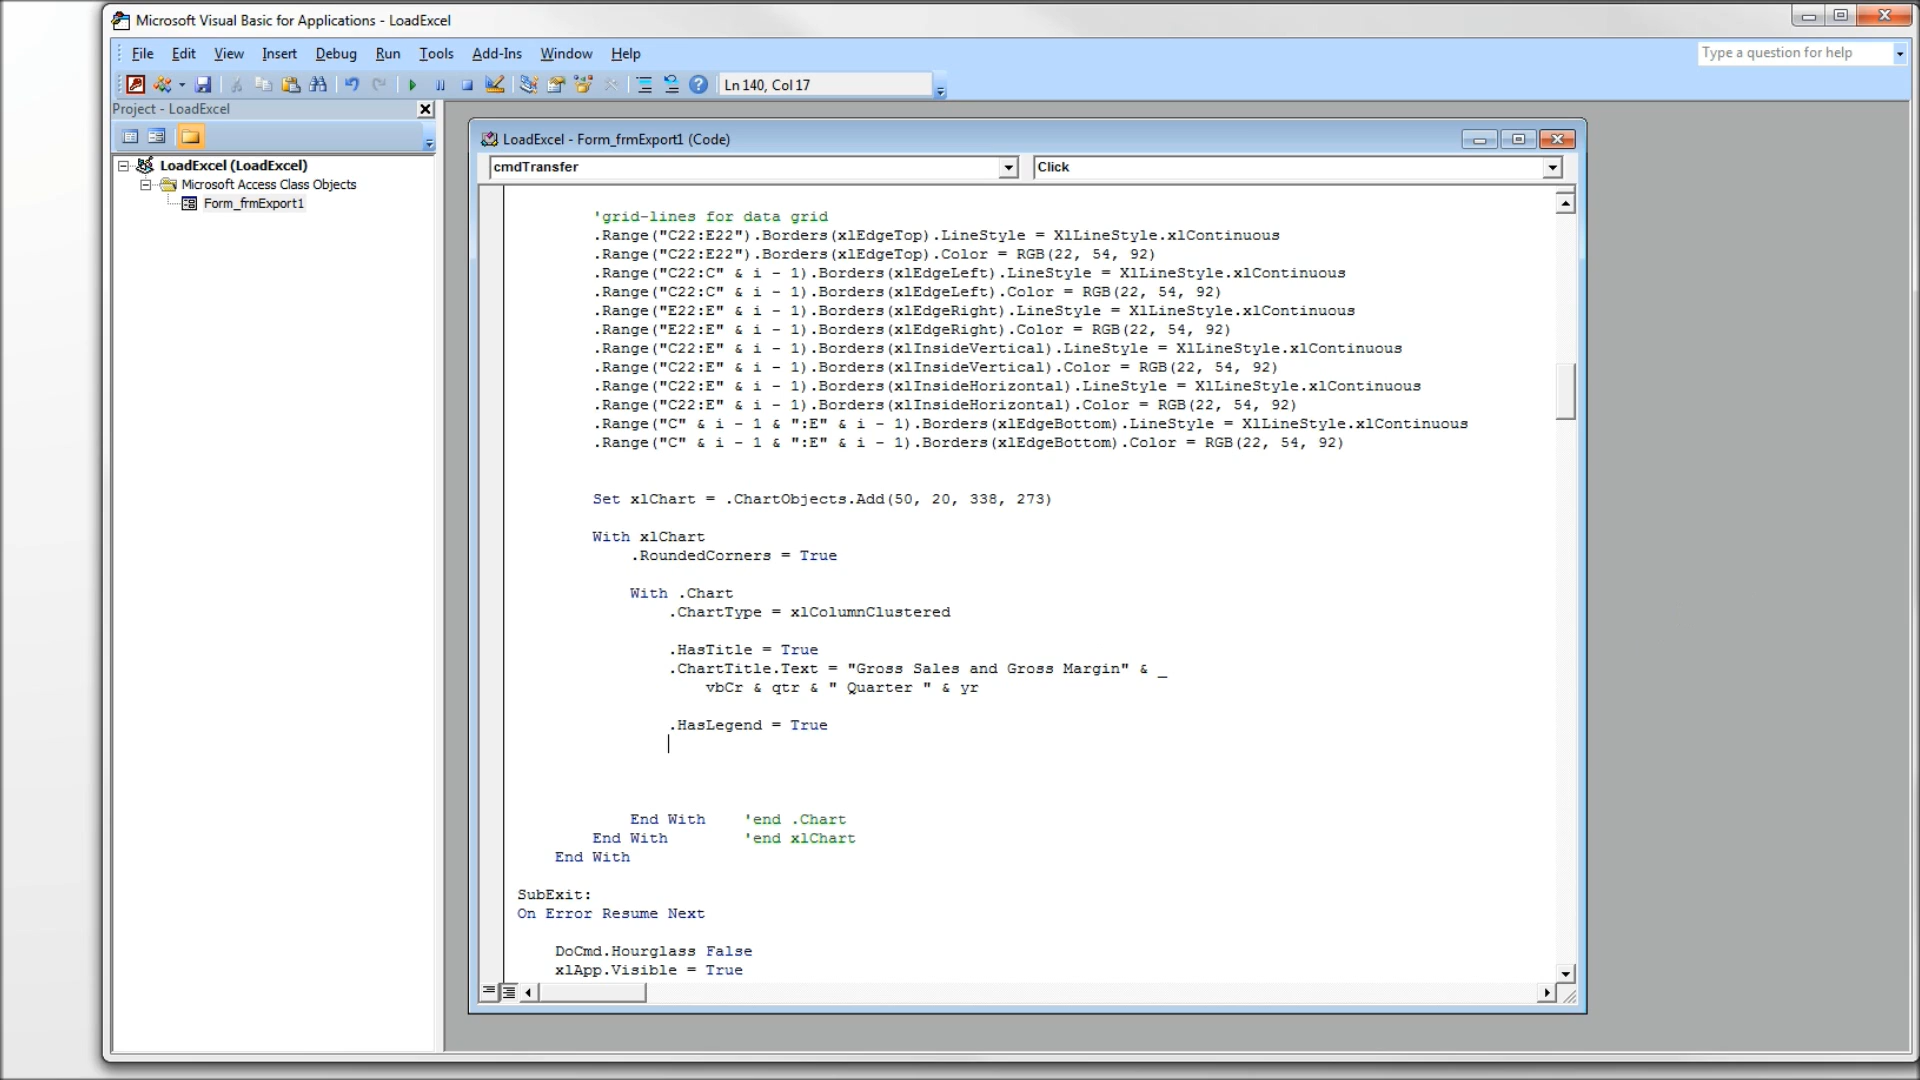 Microsoft Visual Basic for Applications - LoadExcel
File Edit View Insert Debug Run Tools Add-Ins Window Help
Type a question for help
Ln 140, Col 17
Project - LoadExcel
LoadExcel (LoadExcel)
Microsoft Access Class Objects
Form_frmExport1
LoadExcel - Form_frmExport1 (Code)
cmdTransfer
Click
'grid-lines for data grid
.Range("C22:E22").Borders(xlEdgeTop).LineStyle = XlLineStyle.xlContinuous
.Range("C22:E22").Borders(xlEdgeTop).Color = RGB(22, 54, 92)
.Range("C22:C" & i - 1).Borders(xlEdgeLeft).LineStyle = XlLineStyle.xlContinuous
.Range("C22:C" & i - 1).Borders(xlEdgeLeft).Color = RGB(22, 54, 92)
.Range("E22:E" & i - 1).Borders(xlEdgeRight).LineStyle = XlLineStyle.xlContinuous
.Range("E22:E" & i - 1).Borders(xlEdgeRight).Color = RGB(22, 54, 92)
.Range("C22:E" & i - 1).Borders(xlInsideVertical).LineStyle = XlLineStyle.xlContinuous
.Range("C22:E" & i - 1).Borders(xlInsideVertical).Color = RGB(22, 54, 92)
.Range("C22:E" & i - 1).Borders(xlInsideHorizontal).LineStyle = XlLineStyle.xlContinuous
.Range("C22:E" & i - 1).Borders(xlInsideHorizontal).Color = RGB(22, 54, 92)
.Range("C" & i - 1 & ":E" & i - 1).Borders(xlEdgeBottom).LineStyle = XlLineStyle.xlContinuous
.Range("C" & i - 1 & ":E" & i - 1).Borders(xlEdgeBottom).Color = RGB(22, 54, 92)
Set xlChart = .ChartObjects.Add(50, 20, 338, 273)
With xlChart
.RoundedCorners = True
With .Chart
.ChartType = xlColumnClustered
.HasTitle = True
.ChartTitle.Text = "Gross Sales and Gross Margin" & _
vbCr & qtr & " Quarter " & yr
.HasLegend = True
End With 'end .Chart
End With 'end xlChart
End With
SubExit:
On Error Resume Next
DoCmd.Hourglass False
xlApp.Visible = True